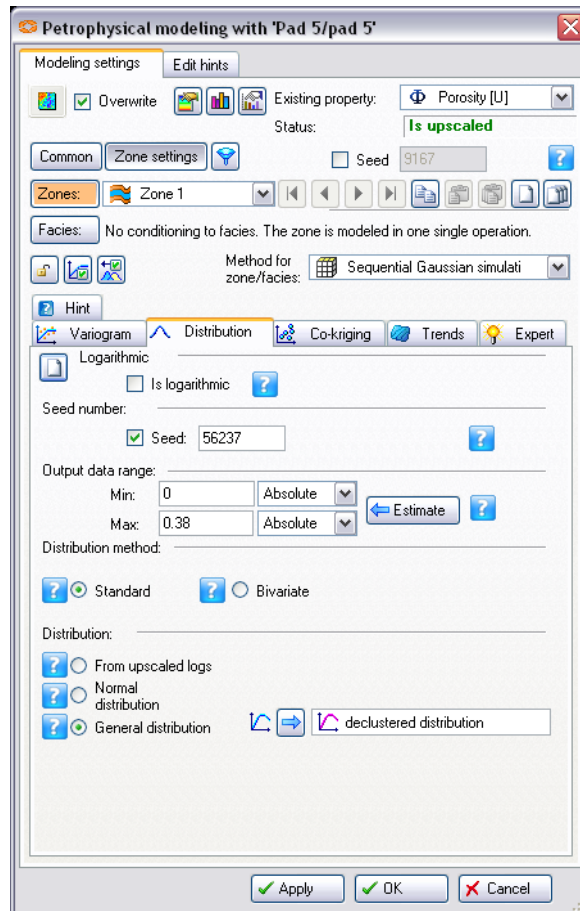 Petrophysical modeling with 'Pad 5/pad 5'
Modeling settings Edit hints
Overwrite Existing property: Φ Porosity [U]
Status: Is upscaled
Common Zone settings Seed 9167 ?
Zones: Zone 1
Facies: No conditioning to facies. The zone is modeled in one single operation.
Method for zone/facies: Sequential Gaussian simulati
? Hint
Variogram Distribution Co-kriging Trends Expert
Logarithmic
Is logarithmic ?
Seed number:
Seed: 56237 ?
Output data range:
Min: 0 Absolute
Max: 0.38 Absolute Estimate ?
Distribution method:
? Standard ? Bivariate
Distribution:
? From upscaled logs
? Normal distribution
? General distribution declustered distribution
Apply OK Cancel